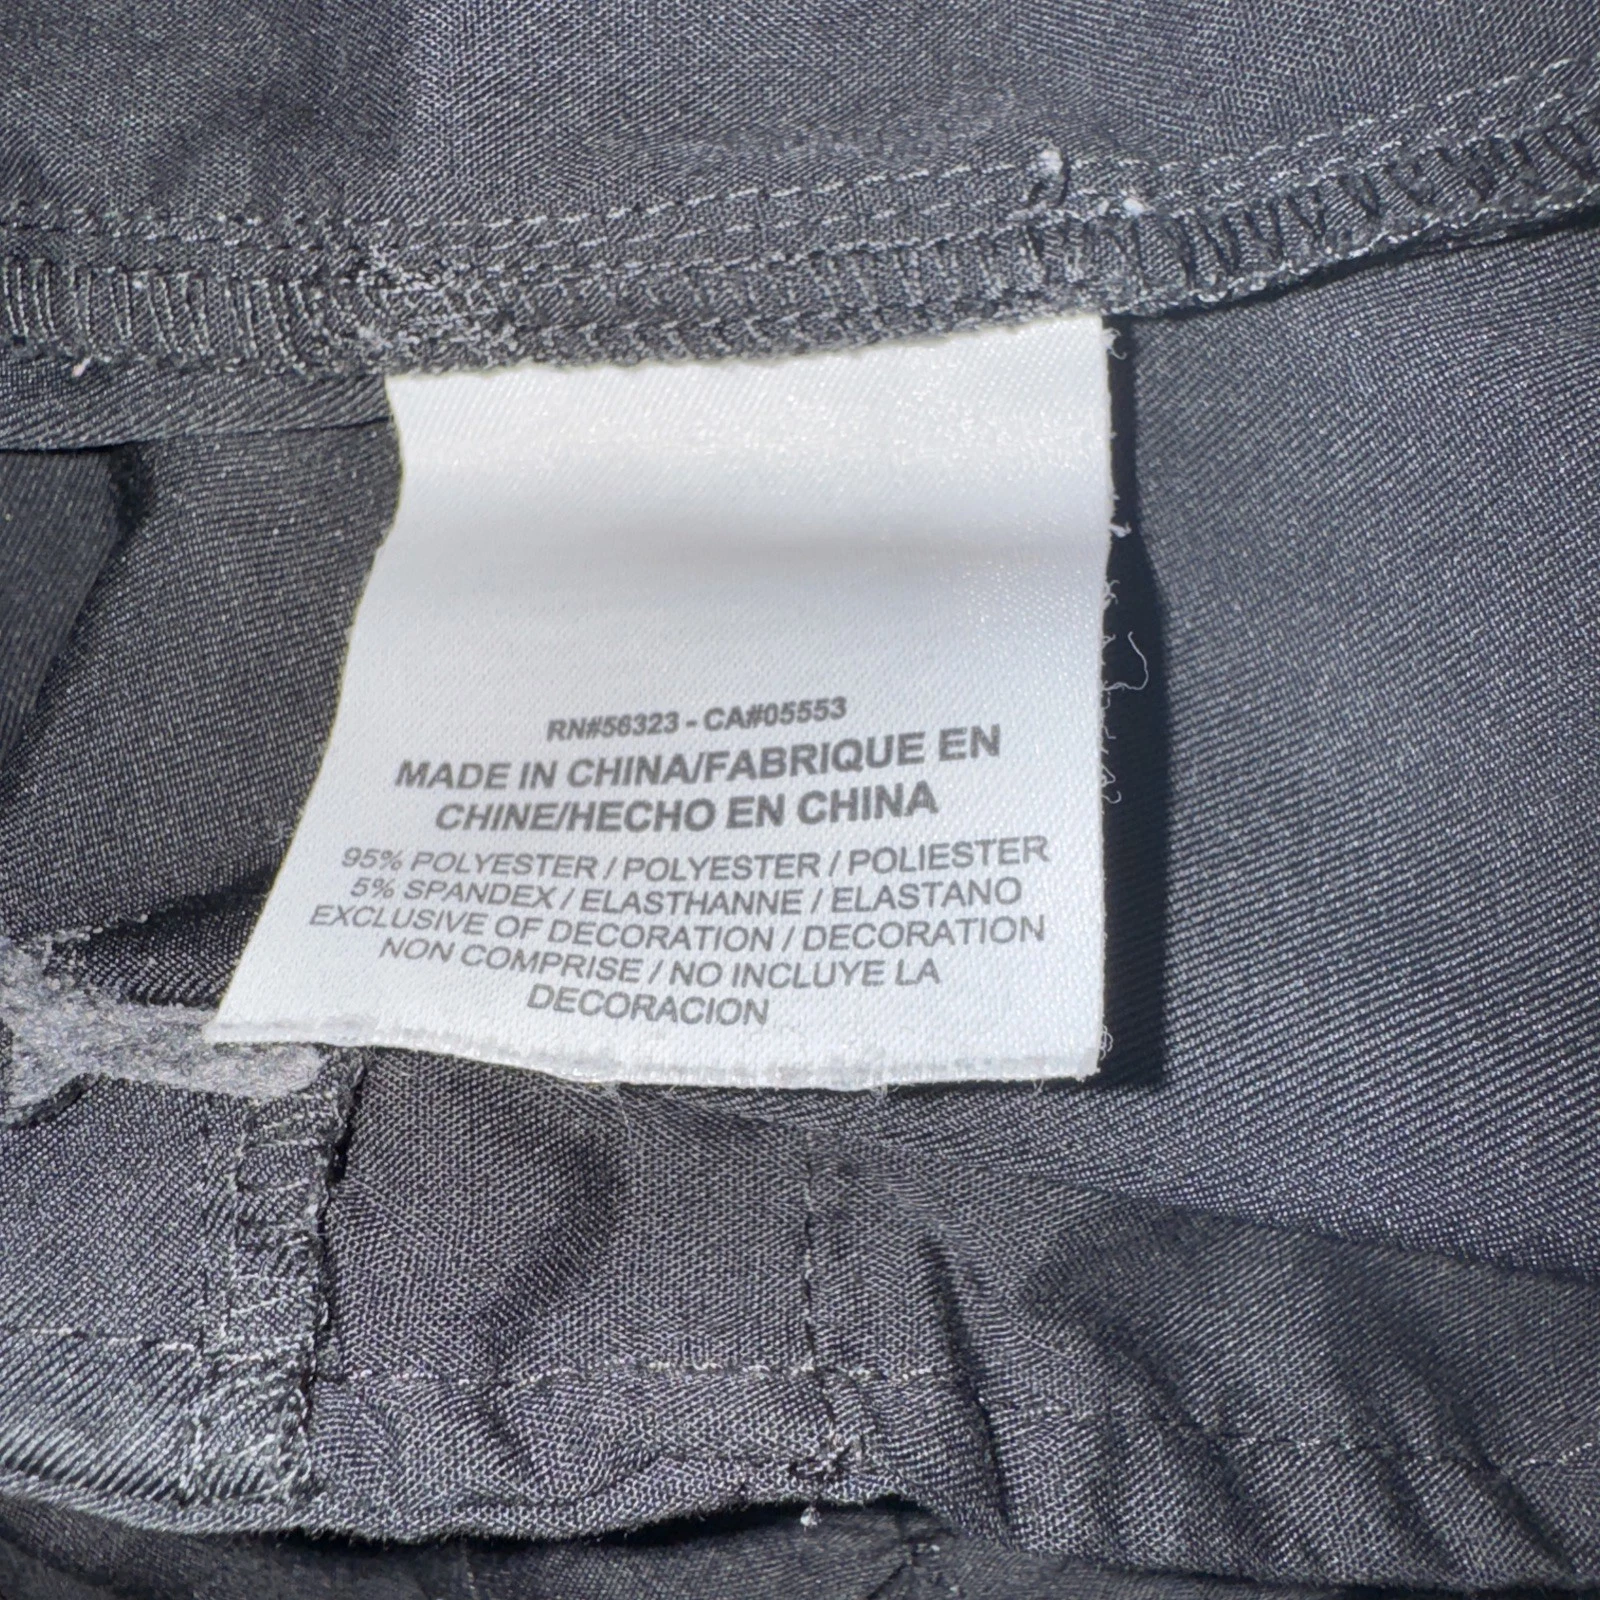 RN#56323 - CA#05553
MADE IN CHINA/FABRIQUE EN
CHINE/HECHO EN CHINA
95% POLYESTER / POLYESTER / POLIESTER
5% SPANDEX / ELASTHANNE / ELASTANO
EXCLUSIVE OF DECORATION / DECORATION
NON COMPRISE / NO INCLUYE LA
DECORACION